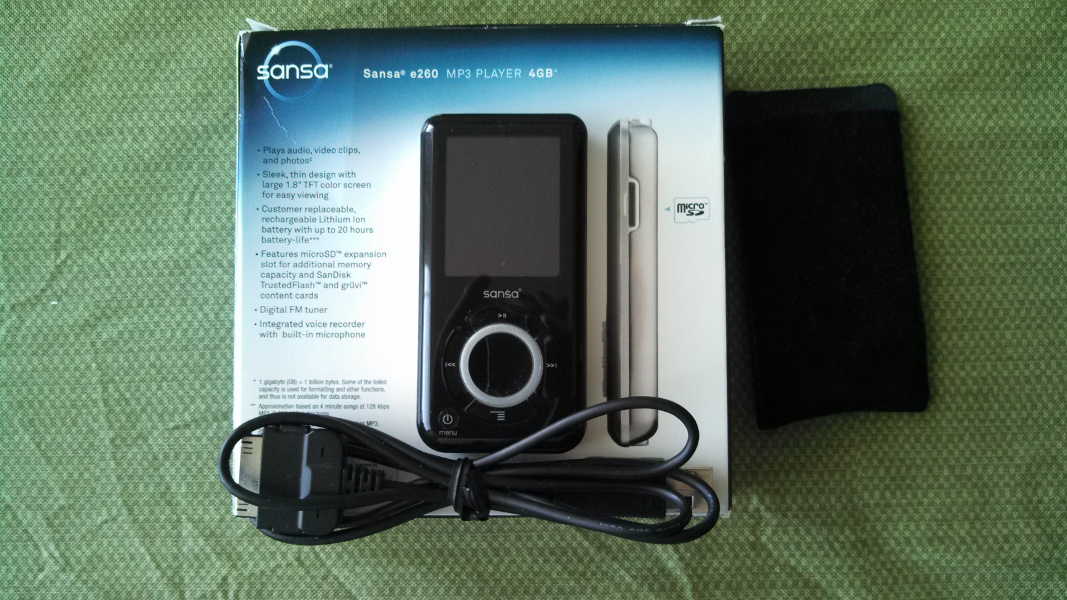 sansa®
Sansa® e260 MP3 PLAYER 4GB*
• Plays audio, video clips,
and photos‡
• Sleek, thin design with
large 1.8" TFT color screen
for easy viewing
• Customer replaceable,
rechargeable Lithium Ion
battery with up to 20 hours
battery-life***
• Features microSD™ expansion
slot for additional memory
capacity and SanDisk
TrustedFlash™ and grūvi™
content cards
• Digital FM tuner
• Integrated voice recorder
with built-in microphone
* 1 gigabyte (GB) = 1 billion bytes. Some of the listed
capacity is used for formatting and other functions,
and thus is not available for data storage.
** Approximation based on 4 minute songs at 128 kbps
MP3;
sansa®
menu
micro
SD